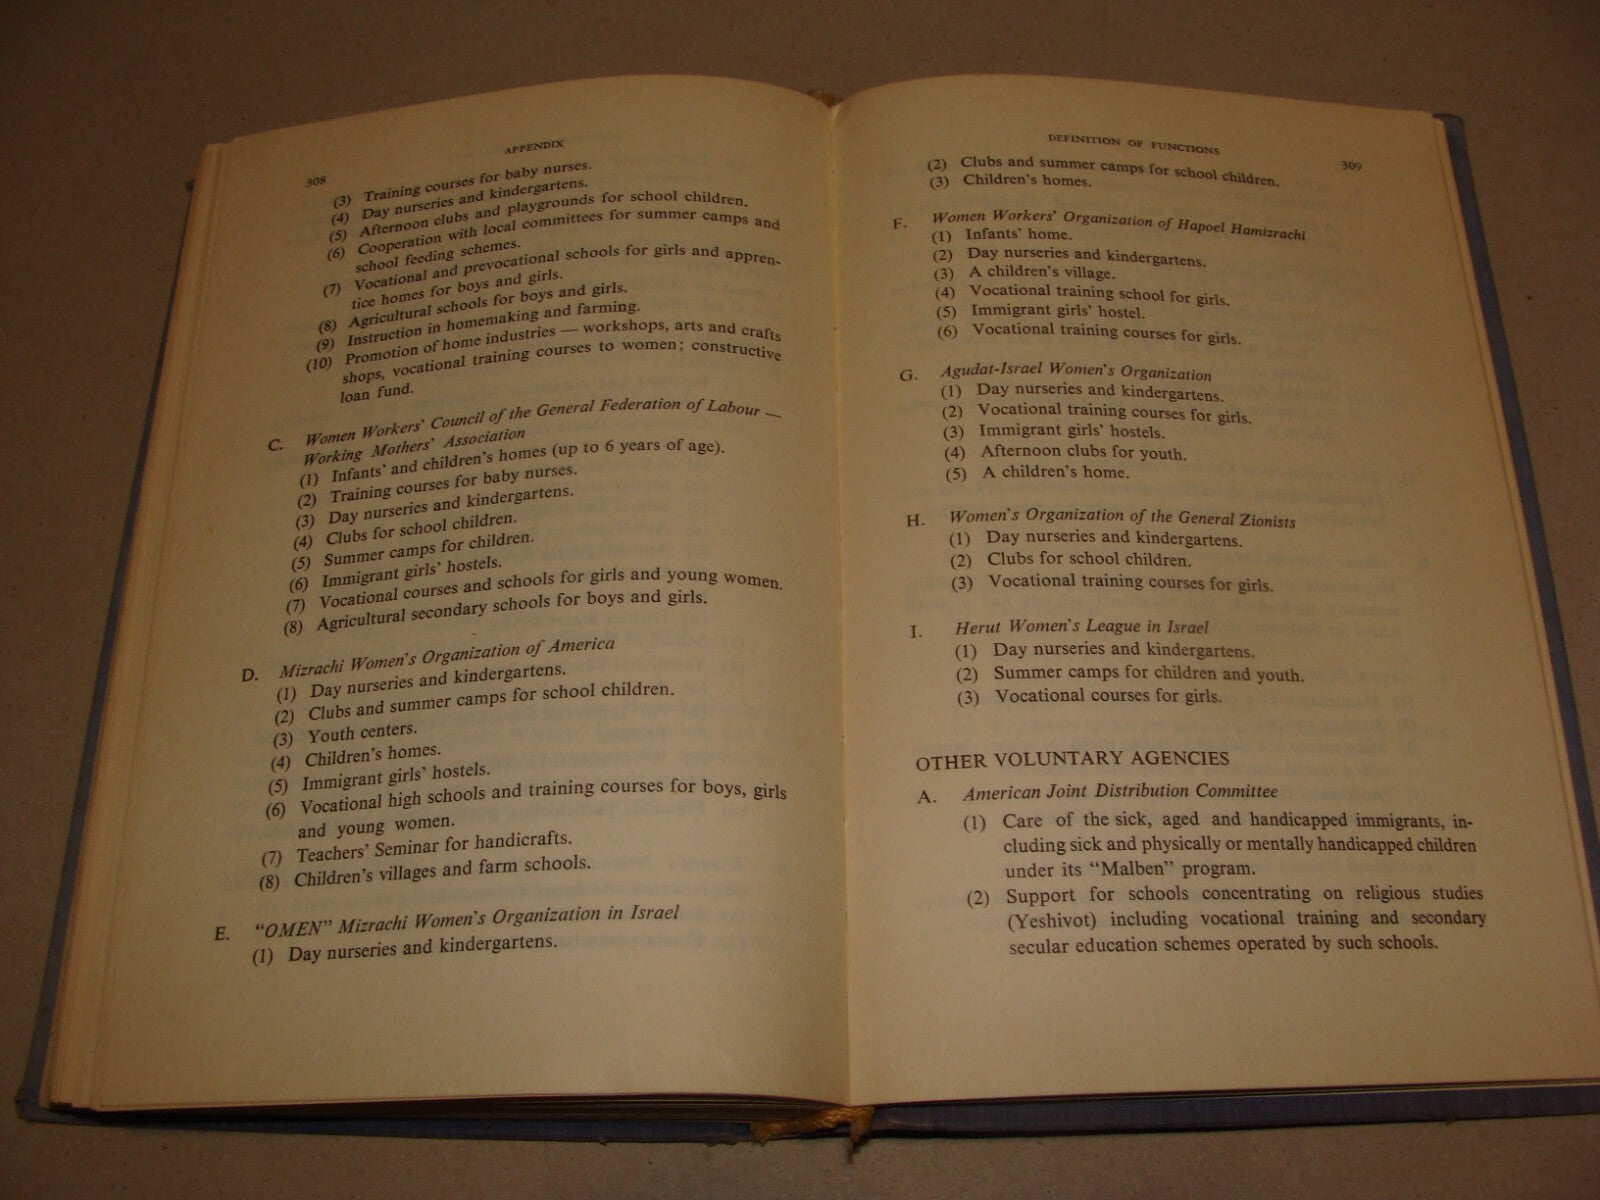 308
APPENDIX
(3) Training courses for baby nurses.
(4) Day nurseries and kindergartens.
(5) Afternoon clubs and playgrounds for school children.
(6) Cooperation with local committees for summer camps and
school feeding schemes.
(7) Vocational and prevocational schools for girls and appren-
tice homes for boys and girls.
(8) Agricultural schools for boys and girls.
(9) Instruction in homemaking and farming.
(10) Promotion of home industries — workshops, arts and crafts
shops, vocational training courses to women; constructive
loan fund.
C. Women Workers' Council of the General Federation of Labour —
Working Mothers' Association
(1) Infants' and children's homes (up to 6 years of age).
(2) Training courses for baby nurses.
(3) Day nurseries and kindergartens.
(4) Clubs for school children.
(5) Summer camps for children.
(6) Immigrant girls' hostels.
(7) Vocational courses and schools for girls and young women.
(8) Agricultural secondary schools for boys and girls.
D. Mizrachi Women's Organization of America
(1) Day nurseries and kindergartens.
(2) Clubs and summer camps for school children.
(3) Youth centers.
(4) Children's homes.
(5) Immigrant girls' hostels.
(6) Vocational high schools and training courses for boys, girls
and young women.
(7) Teachers' Seminar for handicrafts.
(8) Children's villages and farm schools.
E. "OMEN" Mizrachi Women's Organization in Israel
(1) Day nurseries and kindergartens.
DEFINITION OF FUNCTIONS
309
(2) Clubs and summer camps for school children.
(3) Children's homes.
F. Women Workers' Organization of Hapoel Hamizrachi
(1) Infants' home.
(2) Day nurseries and kindergartens.
(3) A children's village.
(4) Vocational training school for girls.
(5) Immigrant girls' hostel.
(6) Vocational training courses for girls.
G. Agudat-Israel Women's Organization
(1) Day nurseries and kindergartens.
(2) Vocational training courses for girls.
(3) Immigrant girls' hostels.
(4) Afternoon clubs for youth.
(5) A children's home.
H. Women's Organization of the General Zionists
(1) Day nurseries and kindergartens.
(2) Clubs for school children.
(3) Vocational training courses for girls.
I. Herut Women's League in Israel
(1) Day nurseries and kindergartens.
(2) Summer camps for children and youth.
(3) Vocational courses for girls.
OTHER VOLUNTARY AGENCIES
A. American Joint Distribution Committee
(1) Care of the sick, aged and handicapped immigrants, in-
cluding sick and physically or mentally handicapped children
under its "Malben" program.
(2) Support for schools concentrating on religious studies
(Yeshivot) including vocational training and secondary
secular education schemes operated by such schools.